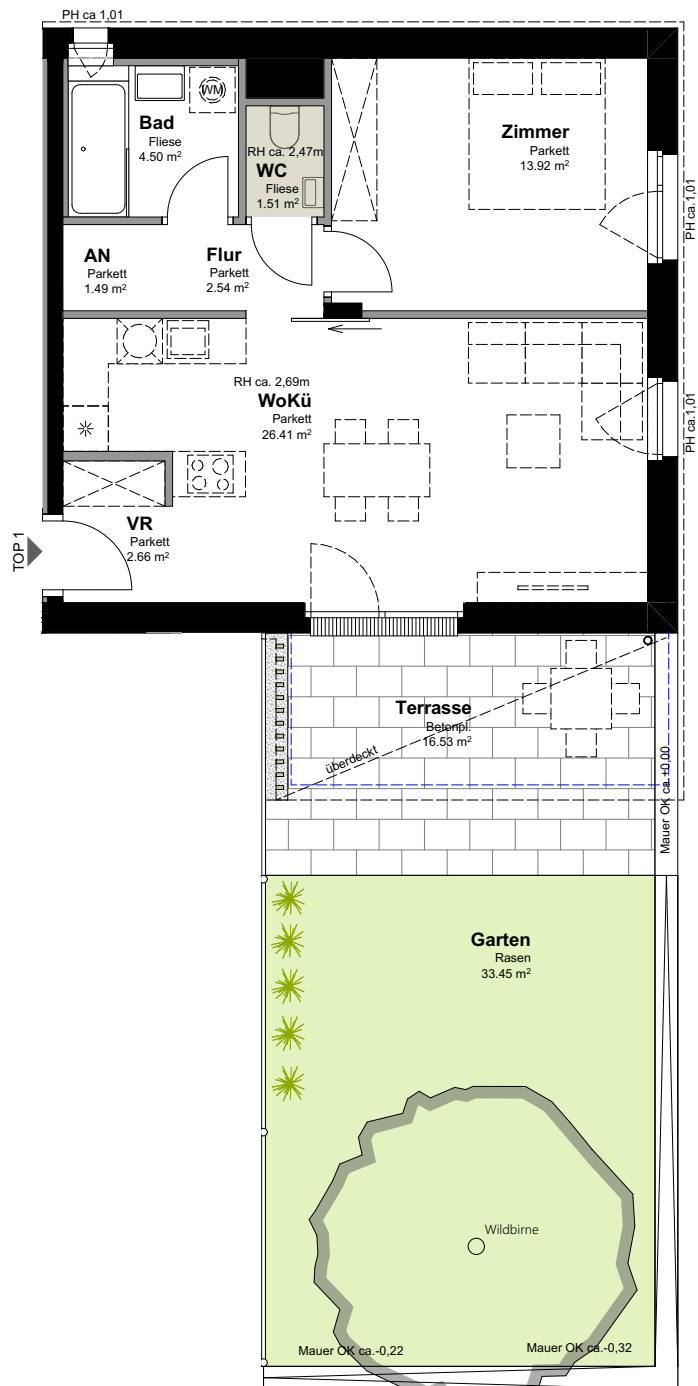 PH ca 1,01
WM
Bad
Fliese
4.50 m²
RH ca. 2,47m
WC
Fliese
1.51 m²
Zimmer
Parkett
13.92 m²
PH ca.1,01
AN
Parkett
1.49 m²
Flur
Parkett
2.54 m²
RH ca. 2,69m
WoKü
Parkett
26.41 m²
PH ca.1,01
VR
Parkett
2.66 m²
TOP 1
Terrasse
Betonpl.
16.53 m²
überdeckt
Mauer OK ca. ±0,00
Garten
Rasen
33.45 m²
Wildbirne
Mauer OK ca.-0,22
Mauer OK ca.-0,32